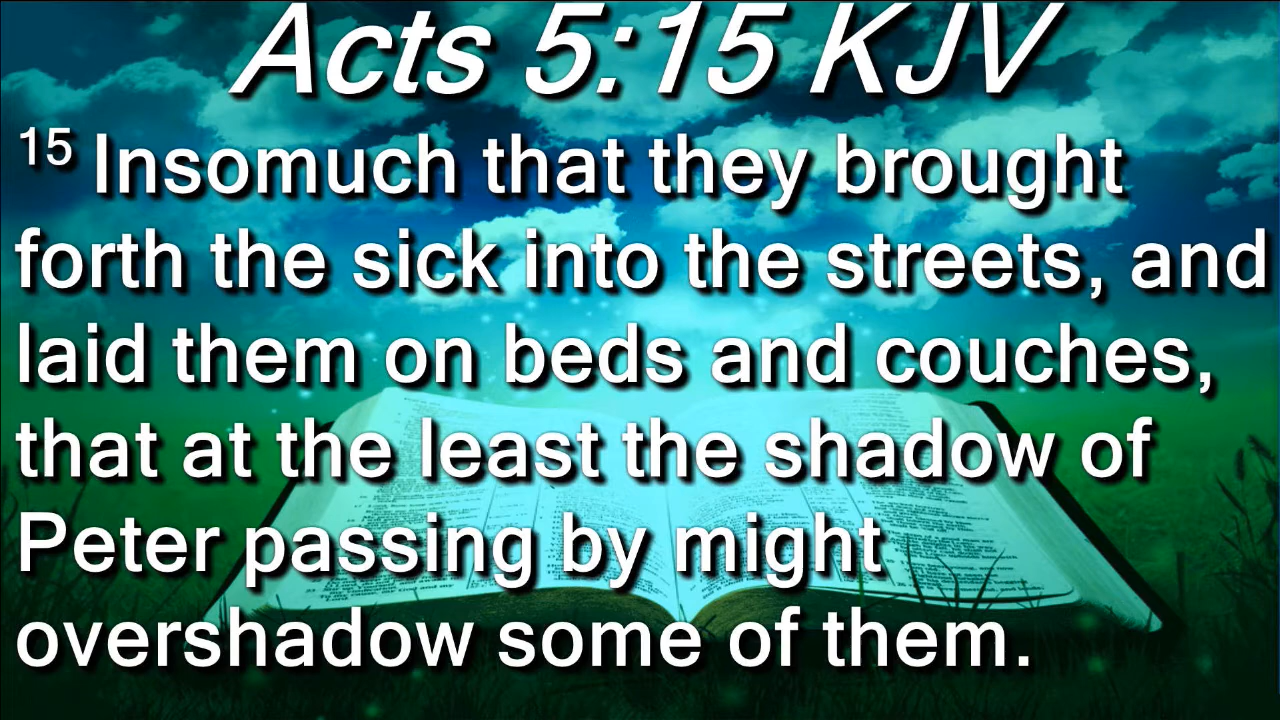 Acts 5:15 KJV
15 Insomuch that they brought
forth the sick into the streets, and
laid them on beds and couches,
that at the least the shadow of
Peter passing by might
overshadow some of them.